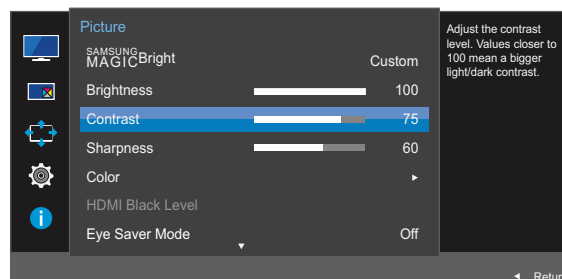 Picture
SAMSUNG
MAGICBright Custom
Brightness 100
Contrast 75
Sharpness 60
Color
HDMI Black Level
Eye Saver Mode Off
Adjust the contrast
level. Values closer to
100 mean a bigger
light/dark contrast.